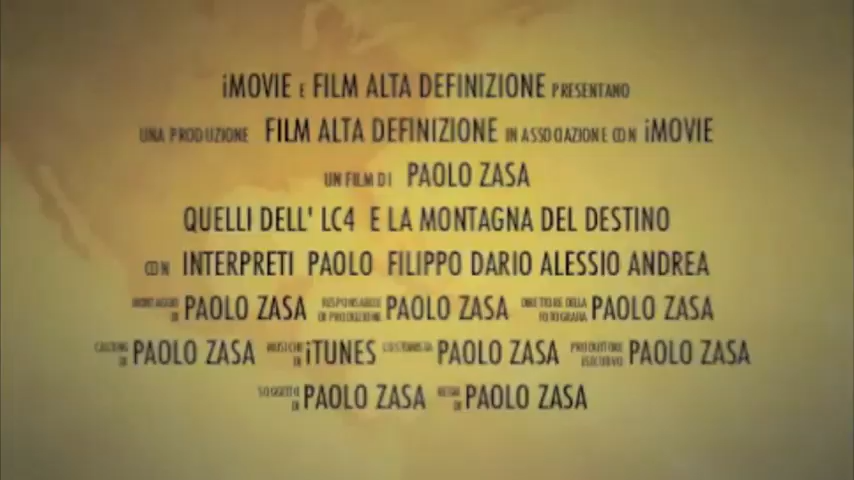 iMOVIE E FILM ALTA DEFINIZIONE PRESENTANO
UNA PRODUZIONE FILM ALTA DEFINIZIONE IN ASSOCIAZIONE CON iMOVIE
UN FILM DI PAOLO ZASA
QUELLI DELL' LC4 E LA MONTAGNA DEL DESTINO
CON INTERPRETI PAOLO FILIPPO DARIO ALESSIO ANDREA
MONTAGGIO DI PAOLO ZASA RESPONSABILE DI PRODUZIONE PAOLO ZASA DIRETTORE DELLA FOTOGRAFIA PAOLO ZASA
CASTING DI PAOLO ZASA MUSICHE DI iTUNES COSTUMISTA PAOLO ZASA PRODUTTORE ESECUTIVO PAOLO ZASA
SOGGETTO DI PAOLO ZASA REGIA DI PAOLO ZASA